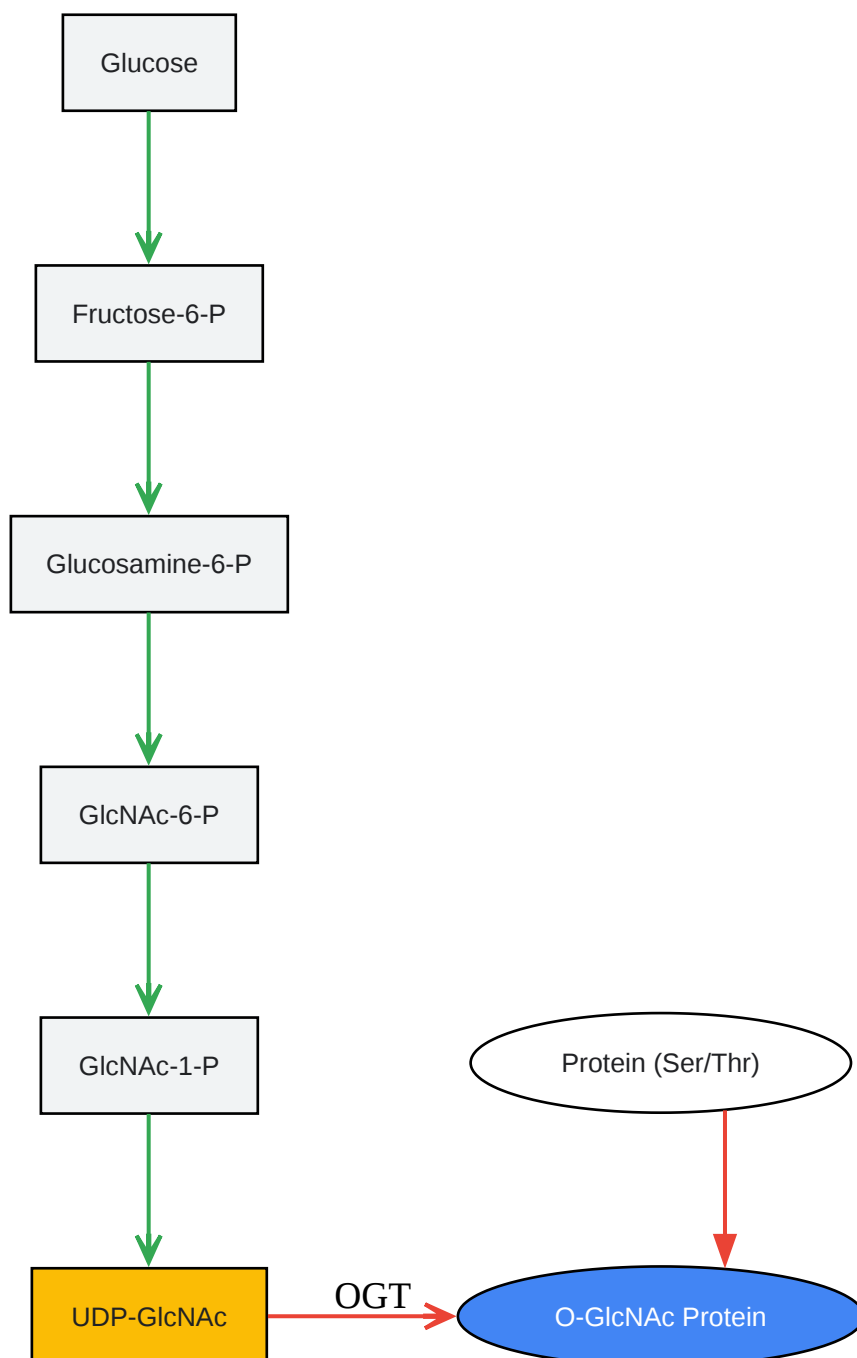 Glucose
Fructose-6-P
Glucosamine-6-P
GlcNAc-6-P
GlcNAc-1-P
Protein (Ser/Thr)
UDP-GlcNAc
OGT
O-GlcNAc Protein